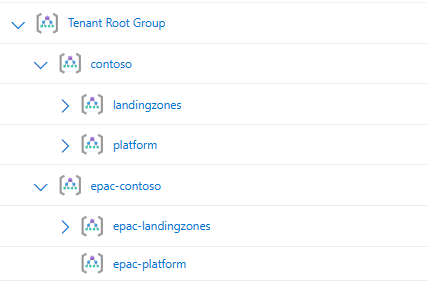 Tenant Root Group
contoso
landingzones
platform
epac-contoso
epac-landingzones
epac-platform